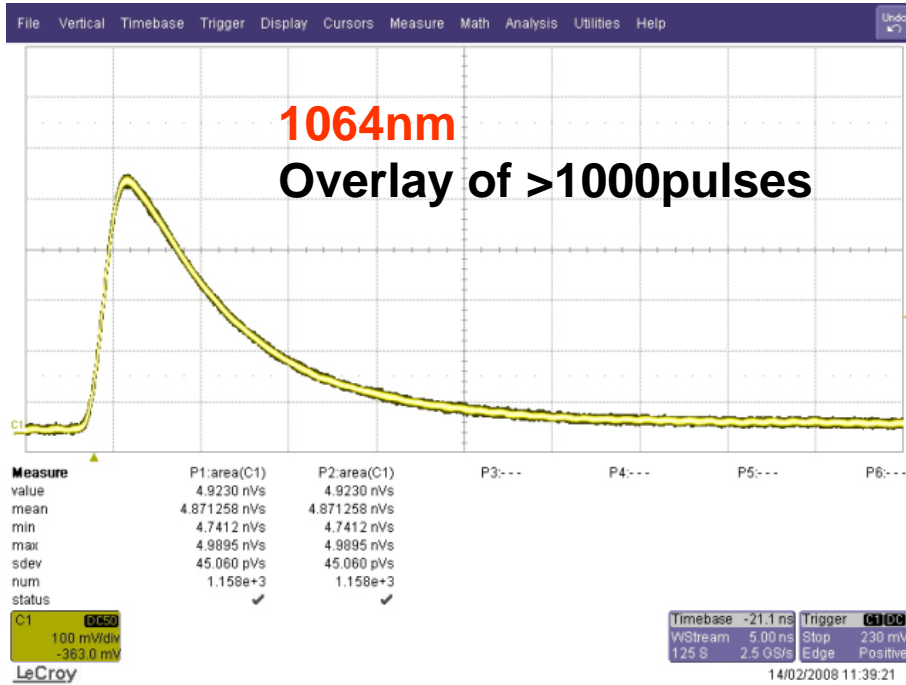 File Vertical Timebase Trigger Display Cursors Measure Math Analysis Utilities Help Undo
1064nm
Overlay of >1000pulses
C1
Measure P1:area(C1) P2:area(C1) P3:--- P4:--- P5:--- P6:---
value 4.9230 nVs 4.9230 nVs
mean 4.871258 nVs 4.871258 nVs
min 4.7412 nVs 4.7412 nVs
max 4.9895 nVs 4.9895 nVs
sdev 45.060 pVs 45.060 pVs
num 1.158e+3 1.158e+3
status ✔ ✔
C1 DC50
100 mV/div
-363.0 mV
Timebase -21.1 ns Trigger C1 DC
WStream 5.00 ns Stop 230 mV
125 S 2.5 GS/s Edge Positive
LeCroy 14/02/2008 11:39:21